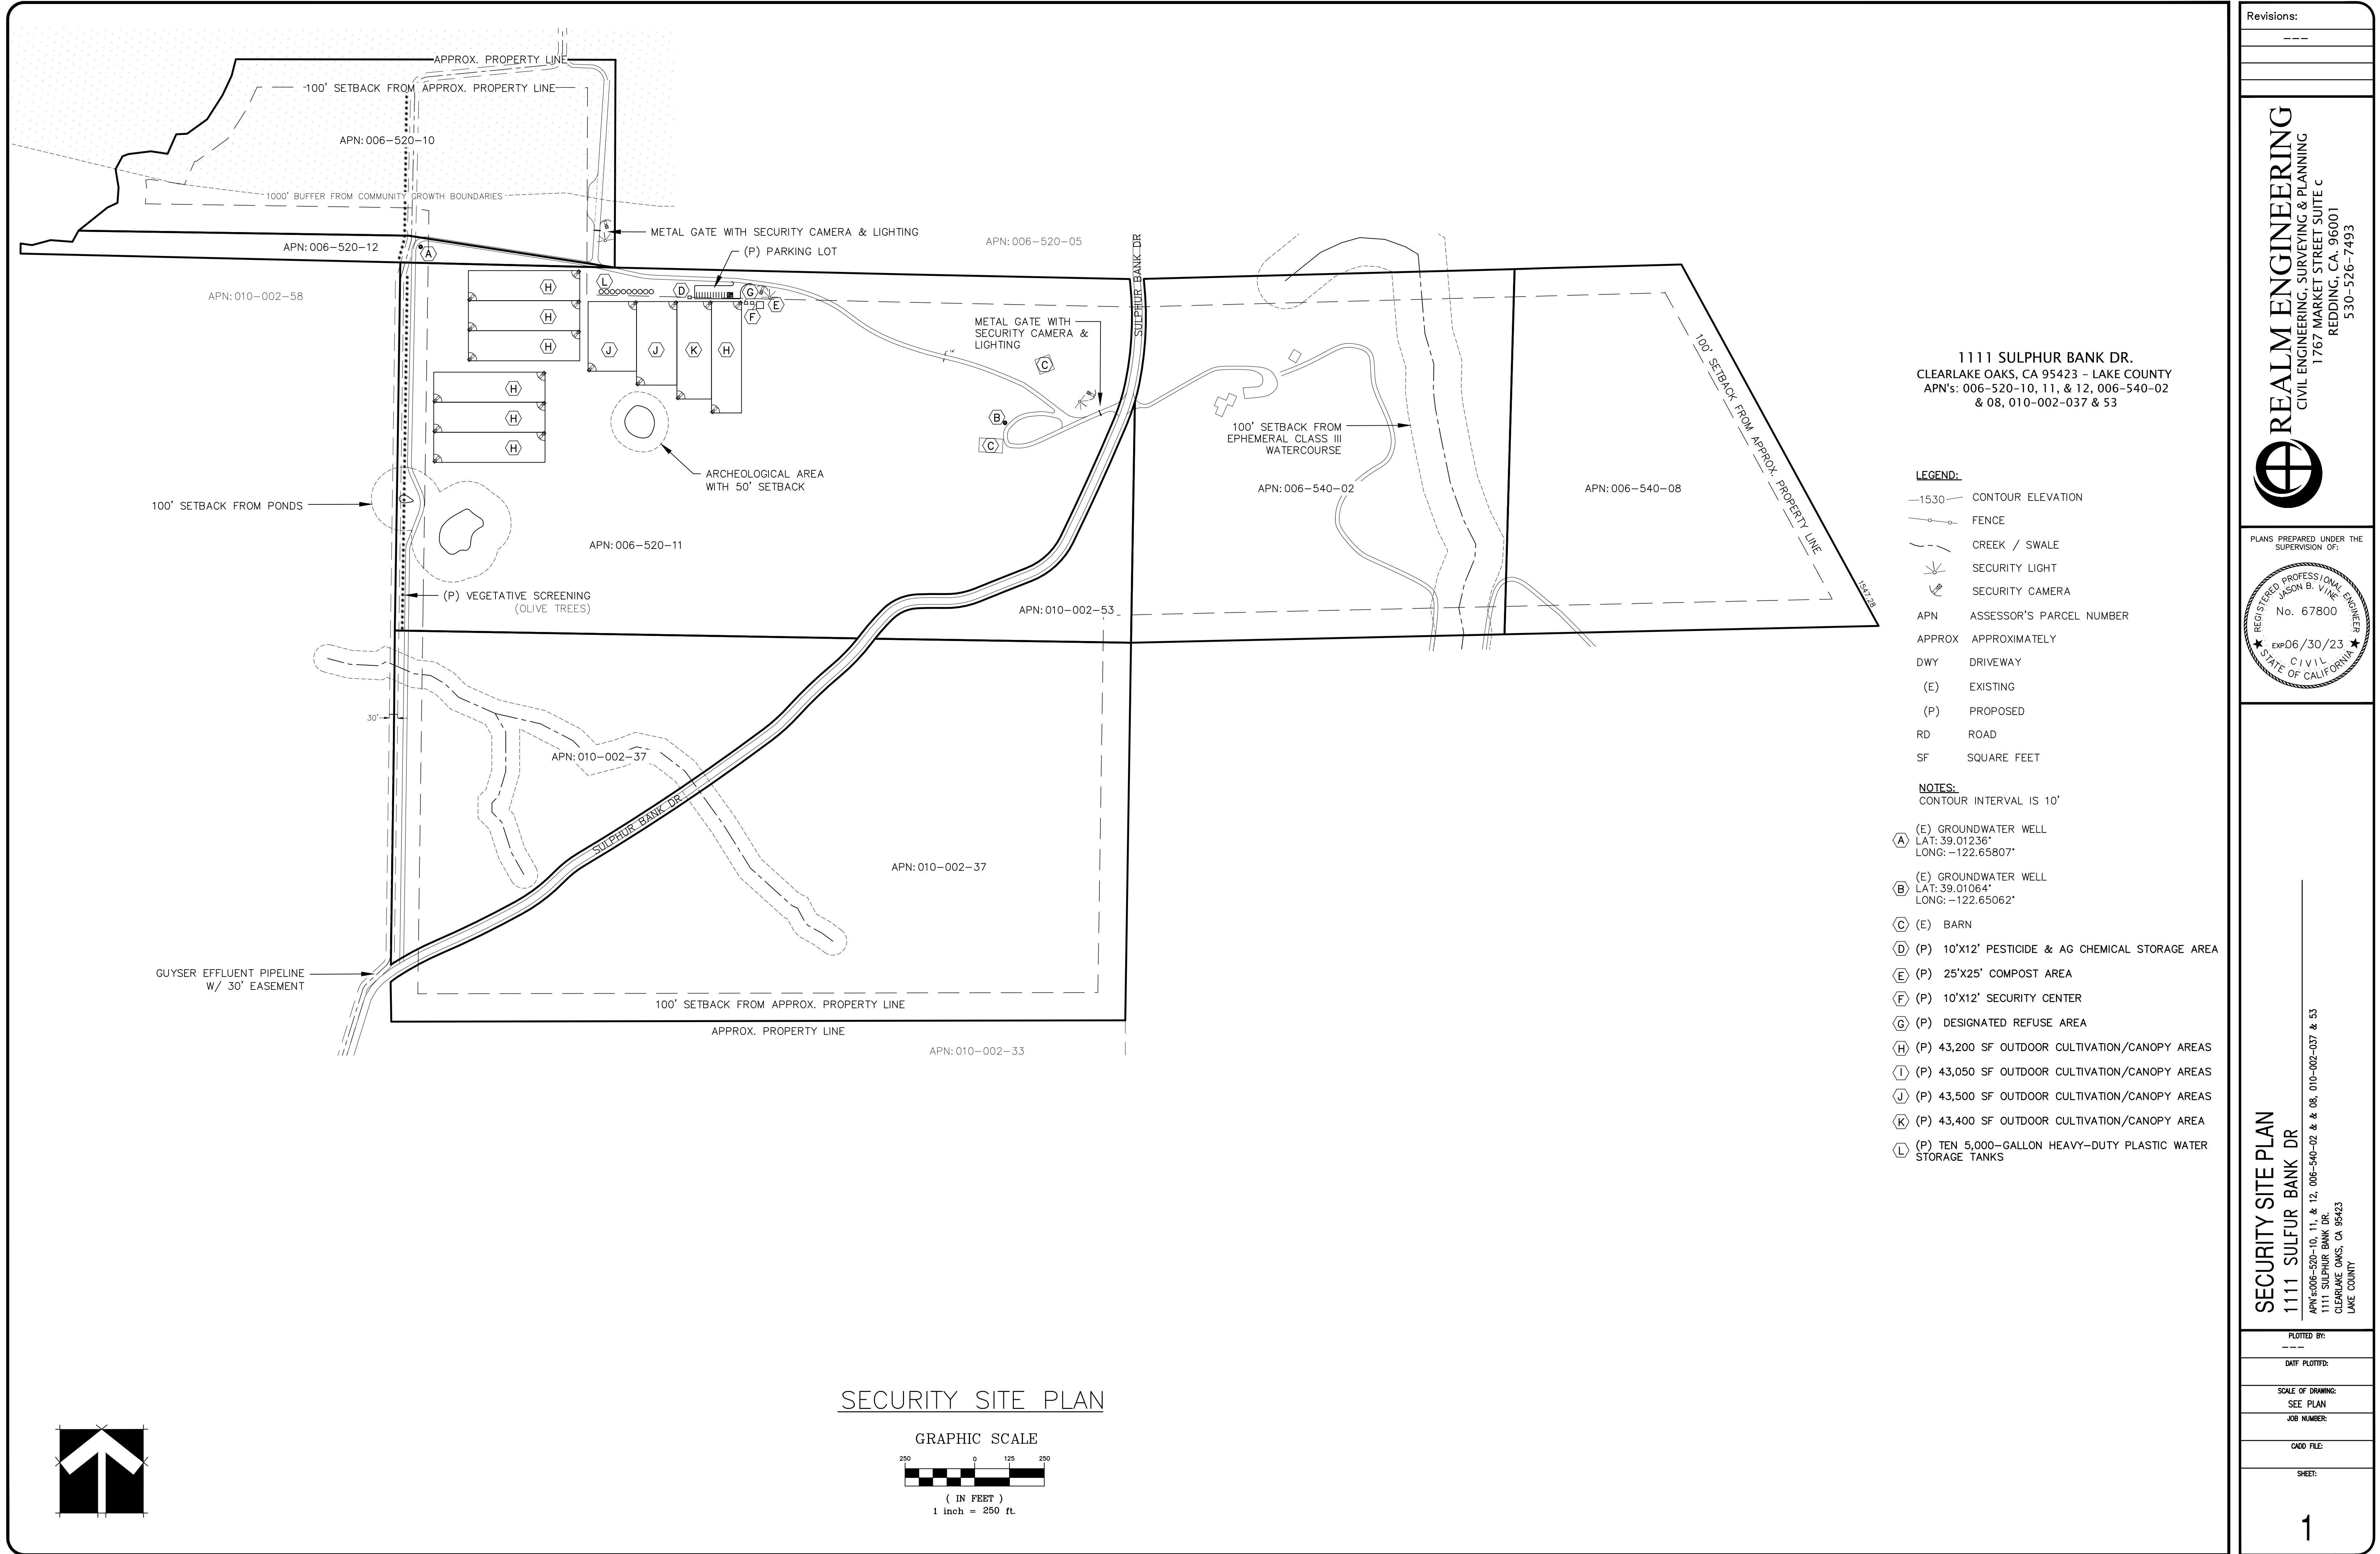 APPROX. PROPERTY LINE
100' SETBACK FROM APPROX. PROPERTY LINE
APN: 006-520-10
1000' BUFFER FROM COMMUNITY GROWTH BOUNDARIES
METAL GATE WITH SECURITY CAMERA & LIGHTING
(P) PARKING LOT
APN: 006-520-05
SULPHUR BANK DR
APN: 006-520-12
A
APN: 010-002-58
H
H
H
L
D
G
E
F
J
J
K
H
METAL GATE WITH
SECURITY CAMERA &
LIGHTING
SULPHUR BANK DR
14'
C
H
H
H
B
C
100' SETBACK FROM
EPHEMERAL CLASS III
WATERCOURSE
100' SETBACK FROM APPROX. PROPERTY LINE
ARCHEOLOGICAL AREA
WITH 50' SETBACK
APN: 006-540-02
APN: 006-540-08
100' SETBACK FROM PONDS
APN: 006-520-11
(P) VEGETATIVE SCREENING
(OLIVE TREES)
APN: 010-002-53
1547.28
30'
APN: 010-002-37
SULPHUR BANK DR
APN: 010-002-37
GUYSER EFFLUENT PIPELINE
W/ 30' EASEMENT
100' SETBACK FROM APPROX. PROPERTY LINE
APPROX. PROPERTY LINE
APN: 010-002-33
SECURITY SITE PLAN
GRAPHIC SCALE
250 0 125 250
( IN FEET )
1 inch = 250 ft.
1111 SULPHUR BANK DR.
CLEARLAKE OAKS, CA 95423 - LAKE COUNTY
APN's: 006-520-10, 11, & 12, 006-540-02
& 08, 010-002-037 & 53
LEGEND:
1530 CONTOUR ELEVATION
FENCE
CREEK / SWALE
SECURITY LIGHT
SECURITY CAMERA
APN ASSESSOR'S PARCEL NUMBER
APPROX APPROXIMATELY
DWY DRIVEWAY
(E) EXISTING
(P) PROPOSED
RD ROAD
SF SQUARE FEET
NOTES:
CONTOUR INTERVAL IS 10'
A (E) GROUNDWATER WELL
LAT: 39.01236°
LONG: -122.65807°
B (E) GROUNDWATER WELL
LAT: 39.01064°
LONG: -122.65062°
C (E) BARN
D (P) 10'X12' PESTICIDE & AG CHEMICAL STORAGE AREA
E (P) 25'X25' COMPOST AREA
F (P) 10'X12' SECURITY CENTER
G (P) DESIGNATED REFUSE AREA
H (P) 43,200 SF OUTDOOR CULTIVATION/CANOPY AREAS
I (P) 43,050 SF OUTDOOR CULTIVATION/CANOPY AREAS
J (P) 43,500 SF OUTDOOR CULTIVATION/CANOPY AREAS
K (P) 43,400 SF OUTDOOR CULTIVATION/CANOPY AREA
L (P) TEN 5,000-GALLON HEAVY-DUTY PLASTIC WATER
STORAGE TANKS
Revisions:
---
REALM ENGINEERING
CIVIL ENGINEERING, SURVEYING & PLANNING
1767 MARKET STREET SUITE c
REDDING, CA. 96001
530-526-7493
PLANS PREPARED UNDER THE
SUPERVISION OF:
REGISTERED PROFESSIONAL ENGINEER
JASON B. VINE
No. 67800
EXP.06/30/23
CIVIL
STATE OF CALIFORNIA
SECURITY SITE PLAN
1111 SULFUR BANK DR
APN's:006-520-10, 11, & 12, 006-540-02 & & 08, 010-002-037 & 53
1111 SULPHUR BANK DR.
CLEARLAKE OAKS, CA 95423
LAKE COUNTY
PLOTTED BY:
---
DATE PLOTTED:
SCALE OF DRAWING:
SEE PLAN
JOB NUMBER:
CADD FILE:
SHEET:
1